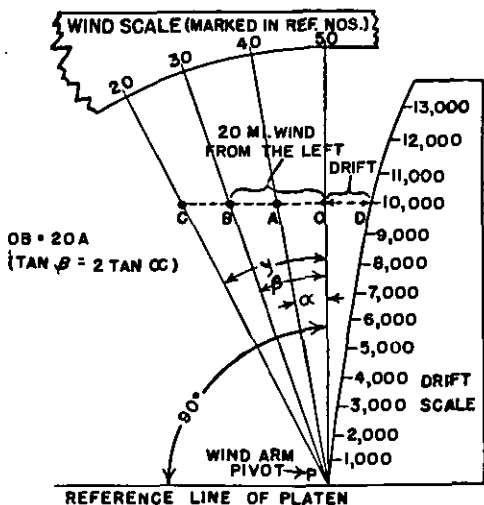 WIND SCALE (MARKED IN REF. NOS.)
20
30
40
50
20 MI. WIND
FROM THE LEFT
DRIFT
13,000
12,000
11,000
10,000
9,000
8,000
7,000
6,000
5,000
4,000 DRIFT
3,000 SCALE
2,000
1,000
C
B
A
O
D
OB = 20A
(TAN β = 2 TAN α)
γ
β
α
90°
WIND ARM
PIVOT → P
REFERENCE LINE OF PLATEN